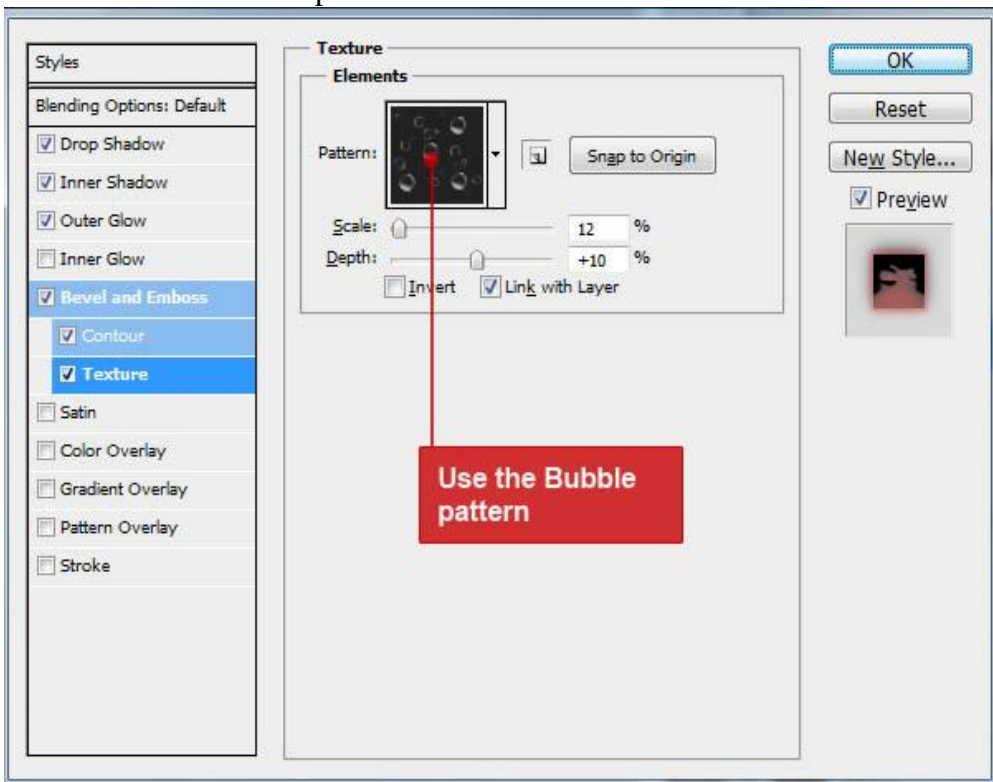 Styles
Blending Options: Default
Drop Shadow
Inner Shadow
Outer Glow
Inner Glow
Bevel and Emboss
Contour
Texture
Satin
Color Overlay
Gradient Overlay
Pattern Overlay
Stroke
Texture
Elements
Pattern:
Snap to Origin
Scale: 12 %
Depth: +10 %
Invert Link with Layer
Use the Bubble
pattern
OK
Reset
New Style...
Preview